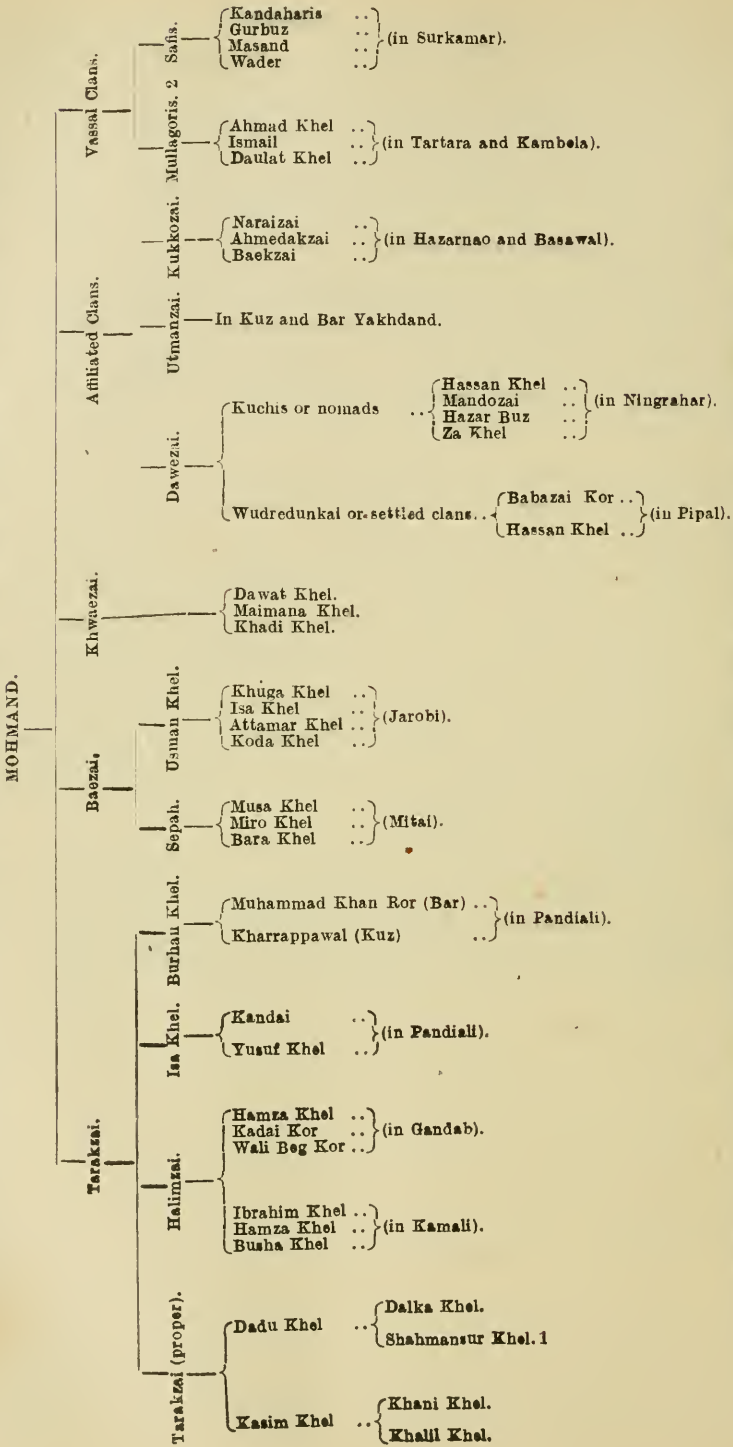 MOHMAND.
Vassal Clans.
Safis.
Kandaharis .. (in Surkamar).
Gurbuz ..
Masand ..
Wader ..
Mullagoris. 2
Ahmad Khel ..
Ismail .. (in Tartara and Kambela).
Daulat Khel ..
Affiliated Clans.
Kukkozai.
Naraizai ..
Ahmedakzai .. (in Hazarnao and Basawal).
Baekzai ..
Utmanzai.
In Kuz and Bar Yakhdand.
Dawezai.
Kuchis or nomads ..
Hassan Khel ..
Mandozai .. (in Ningrahar).
Hazar Buz ..
Za Khel ..
Wudredunkai or settled clans..
Babazai Kor .. (in Pipal).
Hassan Khel ..
Khwaezai.
Dawat Khel.
Maimana Khel.
Khadi Khel.
Baezai.
Usman Khel.
Khuga Khel ..
Isa Khel .. (Jarobi).
Attamar Khel ..
Koda Khel ..
Sepah.
Musa Khel ..
Miro Khel .. (Mitai).
Bara Khel ..
Tarakzai.
Burhau Khel.
Muhammad Khan Ror (Bar) .. (in Pandiali).
Kharrappawal (Kuz) ..
Isa Khel.
Kandai .. (in Pandiali).
Yusuf Khel ..
Halimzai.
Hamza Khel ..
Kadai Kor .. (in Gandab).
Wali Beg Kor ..
Ibrahim Khel ..
Hamza Khel .. (in Kamali).
Busha Khel ..
Tarakzai (proper).
Dadu Khel ..
Dalka Khel.
Shahmansur Khel. 1
Kasim Khel ..
Khani Khel.
Khalil Khel.